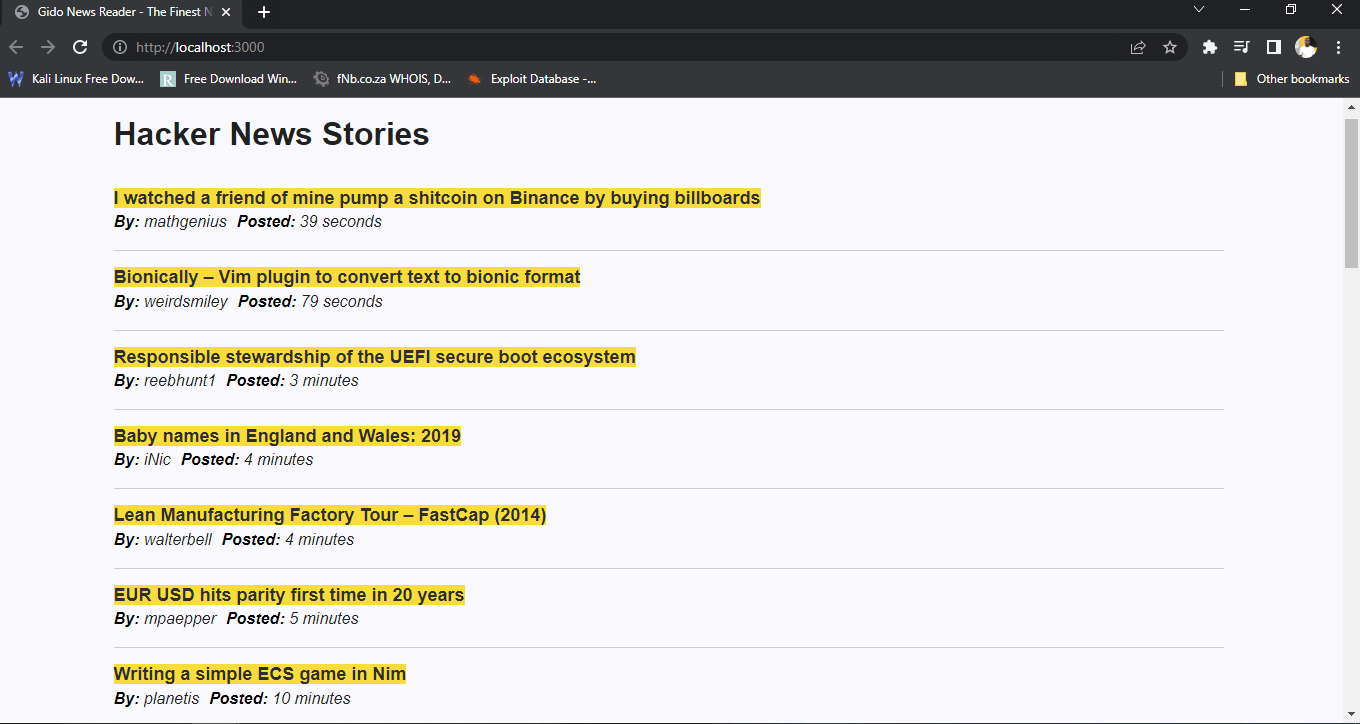 Gido News Reader - The Finest N
http://localhost:3000
Kali Linux Free Dow... Free Download Win... fNb.co.za WHOIS, D... Exploit Database -... Other bookmarks
Hacker News Stories
I watched a friend of mine pump a shitcoin on Binance by buying billboards
By: mathgenius Posted: 39 seconds
Bionically – Vim plugin to convert text to bionic format
By: weirdsmiley Posted: 79 seconds
Responsible stewardship of the UEFI secure boot ecosystem
By: reebhunt1 Posted: 3 minutes
Baby names in England and Wales: 2019
By: iNic Posted: 4 minutes
Lean Manufacturing Factory Tour – FastCap (2014)
By: walterbell Posted: 4 minutes
EUR USD hits parity first time in 20 years
By: mpaepper Posted: 5 minutes
Writing a simple ECS game in Nim
By: planetis Posted: 10 minutes